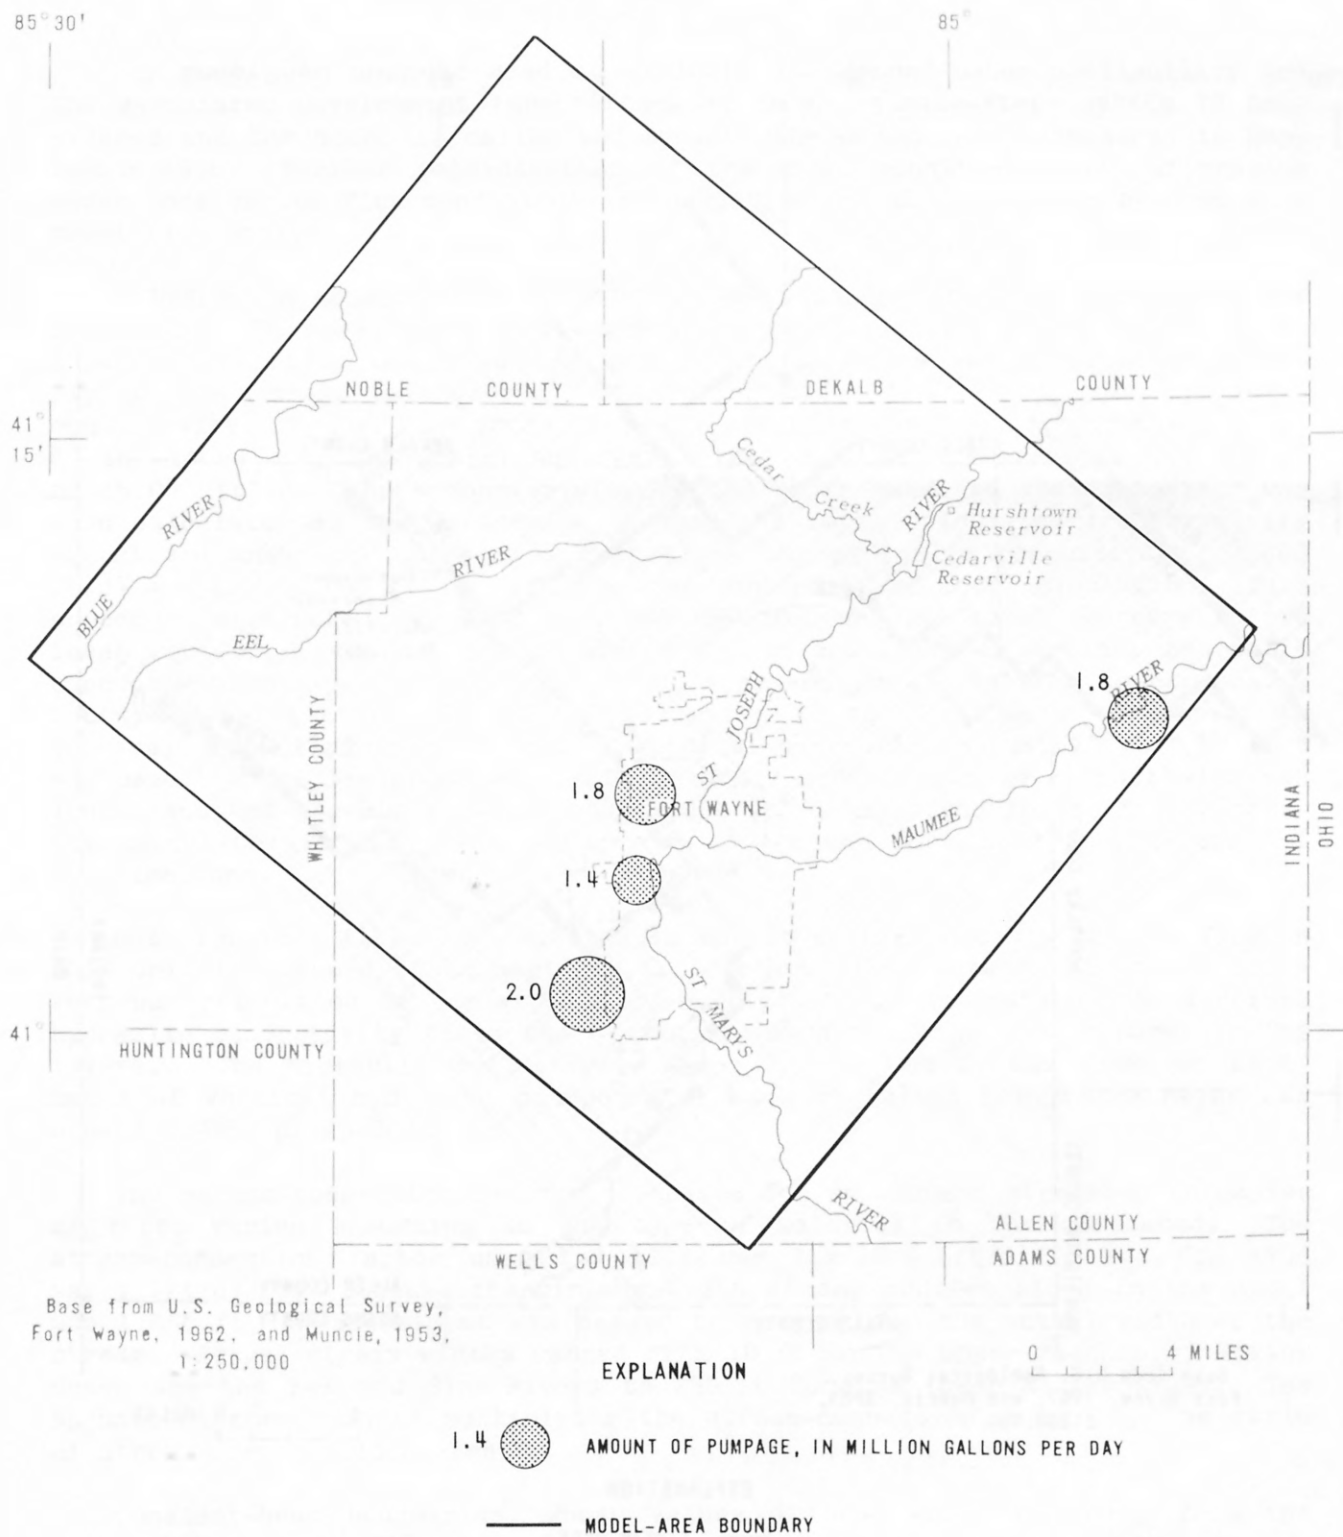 85°30'
85°
NOBLE COUNTY
DEKALB COUNTY
41°
15'
Cedar Creek
RIVER
Hurshtown
Reservoir
Cedarville
Reservoir
BLUE RIVER
EEL RIVER
1.8
RIVER
ST JOSEPH
WHITLEY COUNTY
1.8
FORT WAYNE
MAUMEE
INDIANA
OHIO
1.4
2.0
ST MARYS
41°
HUNTINGTON COUNTY
RIVER
ALLEN COUNTY
WELLS COUNTY
ADAMS COUNTY
Base from U.S. Geological Survey,
Fort Wayne, 1962, and Muncie, 1953,
1:250,000
0 4 MILES
EXPLANATION
1.4 AMOUNT OF PUMPAGE, IN MILLION GALLONS PER DAY
MODEL-AREA BOUNDARY